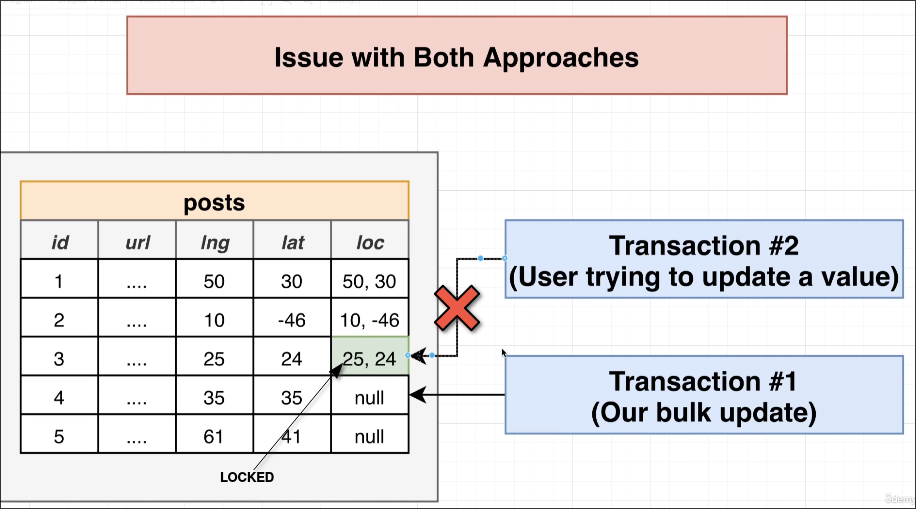 Issue with Both Approaches
posts
id url lng lat loc
1 .... 50 30 50, 30
2 .... 10 -46 10, -46
3 .... 25 24 25, 24
4 .... 35 35 null
5 .... 61 41 null
LOCKED
Transaction #2
(User trying to update a value)
Transaction #1
(Our bulk update)
ûdemy